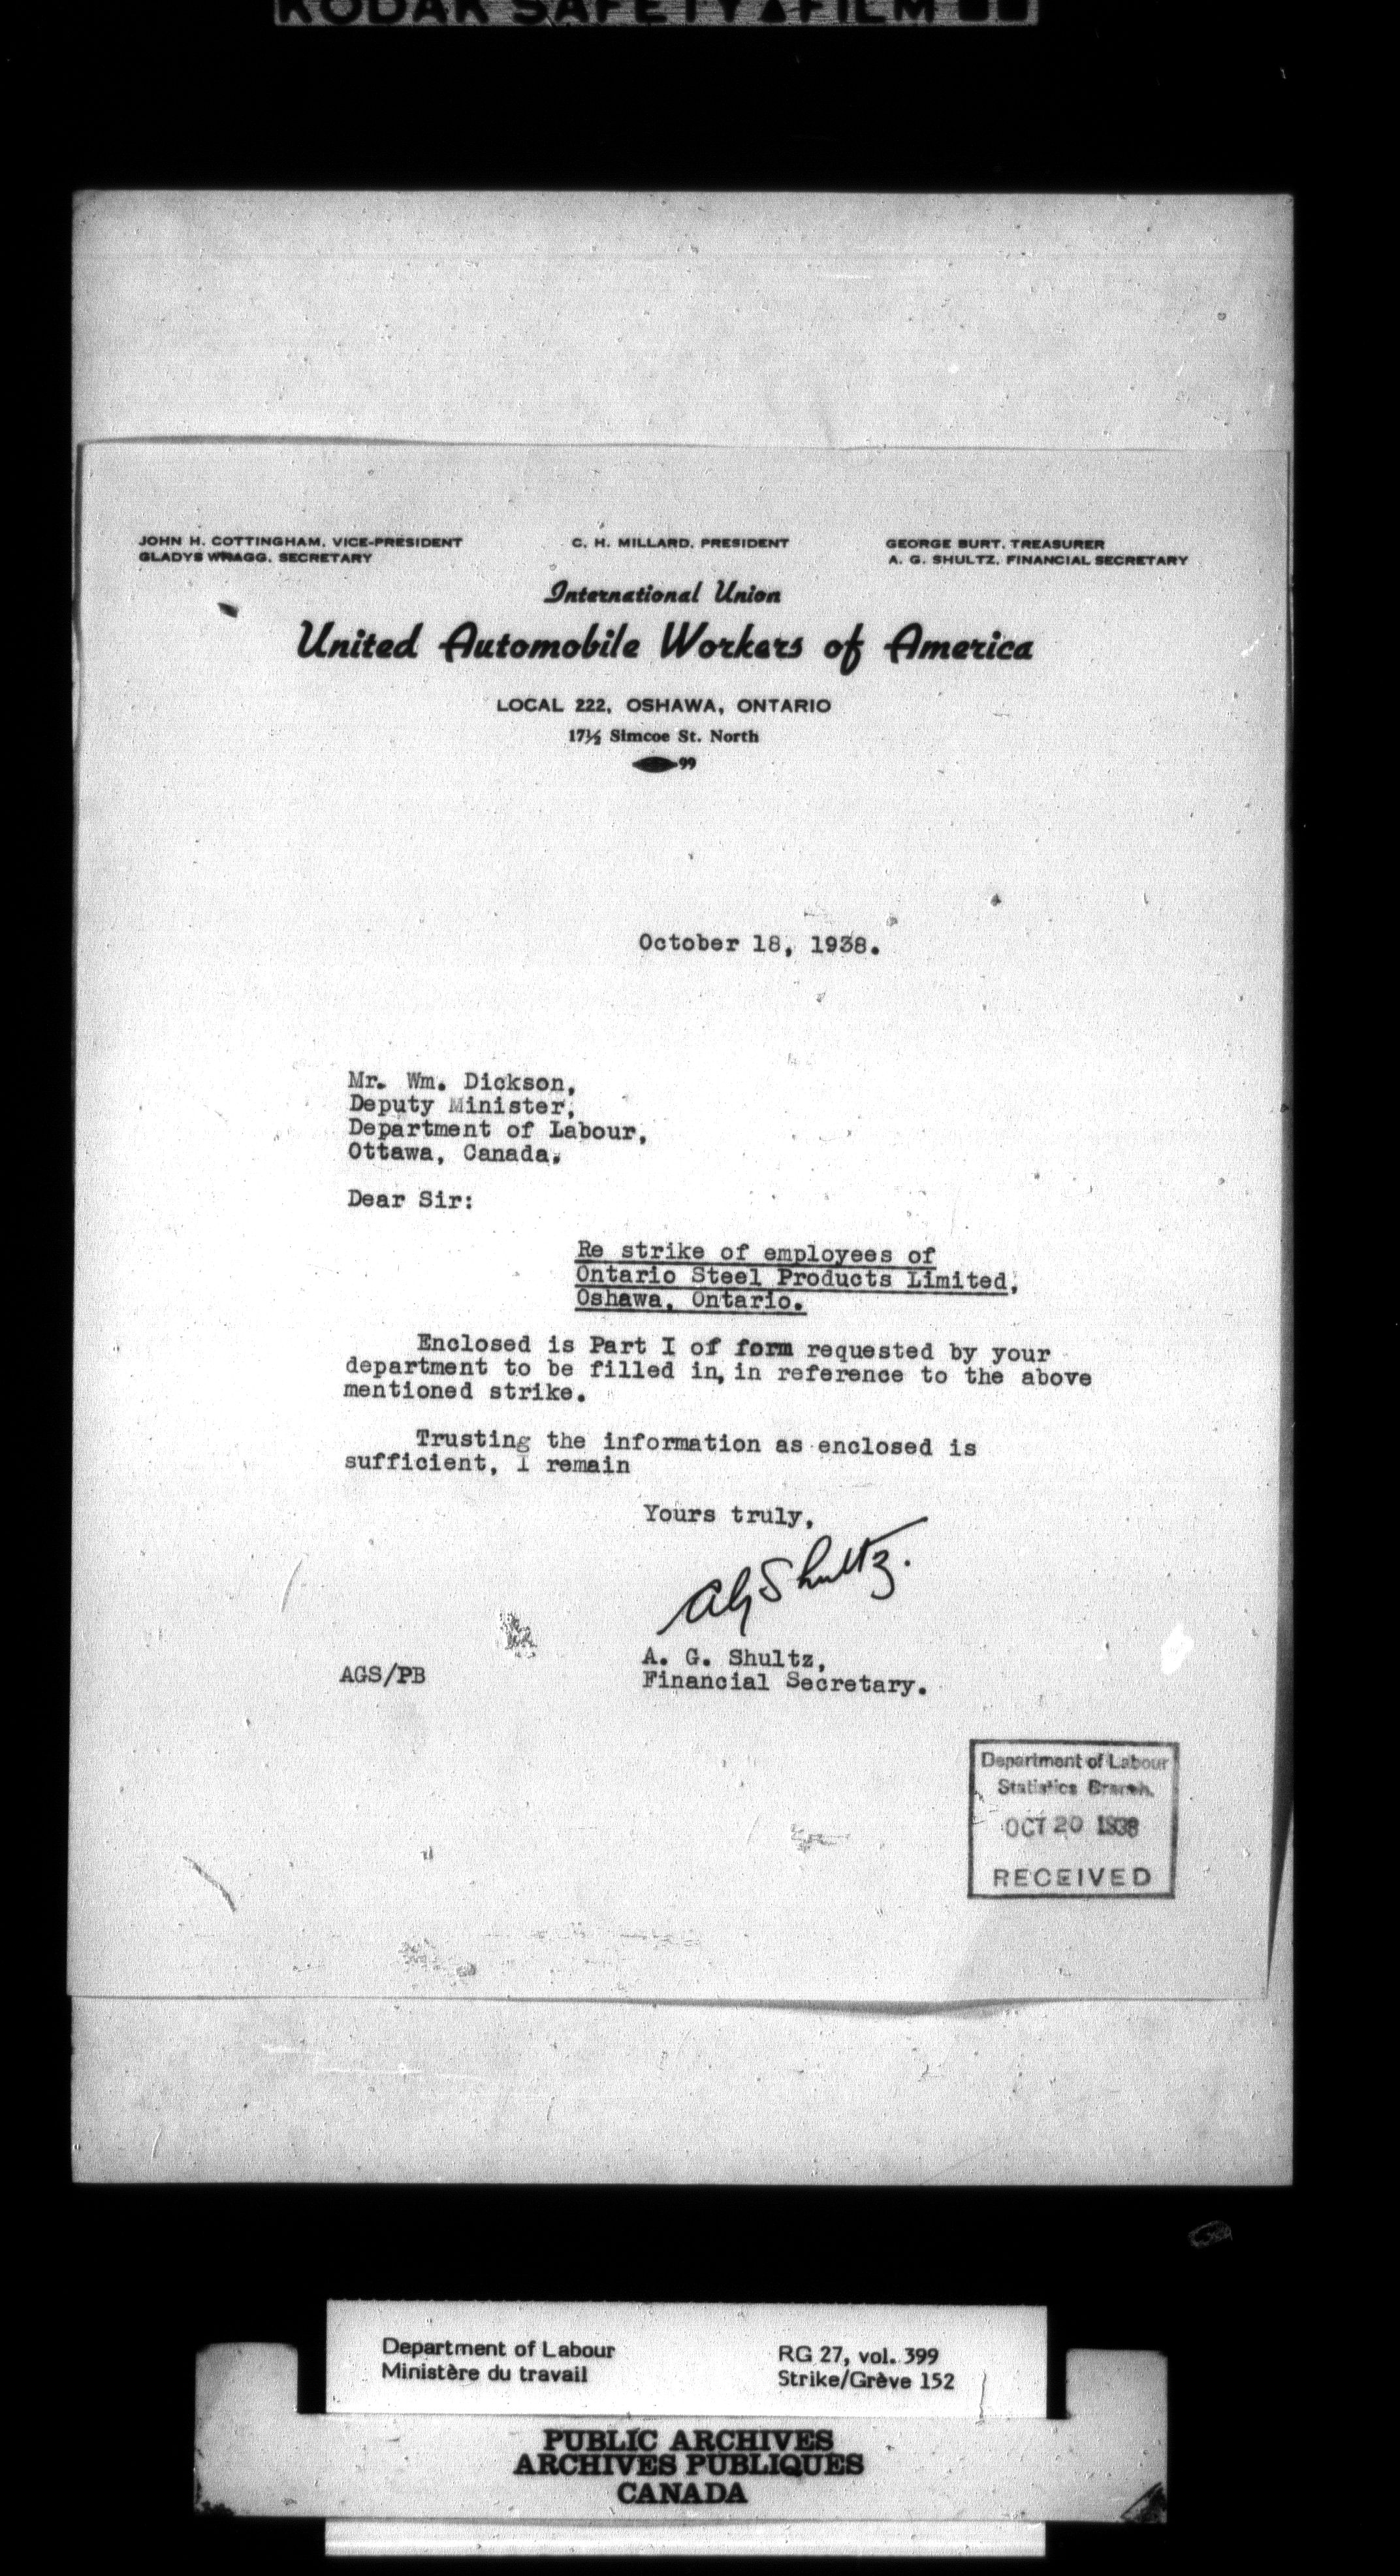 KODAK SAFETY FILM
JOHN H. COTTINGHAM, VICE-PRESIDENT
GLADYS WRAGG, SECRETARY
C. H. MILLARD, PRESIDENT
GEORGE BURT, TREASURER
A. G. SHULTZ, FINANCIAL SECRETARY
International Union
United Automobile Workers of America
LOCAL 222, OSHAWA, ONTARIO
17½ Simcoe St. North
99
October 18, 1938.
Mr. Wm. Dickson,
Deputy Minister,
Department of Labour,
Ottawa, Canada.
Dear Sir:
Re strike of employees of
Ontario Steel Products Limited,
Oshawa, Ontario.
Enclosed is Part I of form requested by your
department to be filled in, in reference to the above
mentioned strike.
Trusting the information as enclosed is
sufficient, I remain
Yours truly,
AG Shultz.
A. G. Shultz,
Financial Secretary.
AGS/PB
Department of Labour
Statistics Branch.
OCT 20 1938
RECEIVED
Department of Labour
Ministère du travail
RG 27, vol. 399
Strike/Grève 152
PUBLIC ARCHIVES
ARCHIVES PUBLIQUES
CANADA